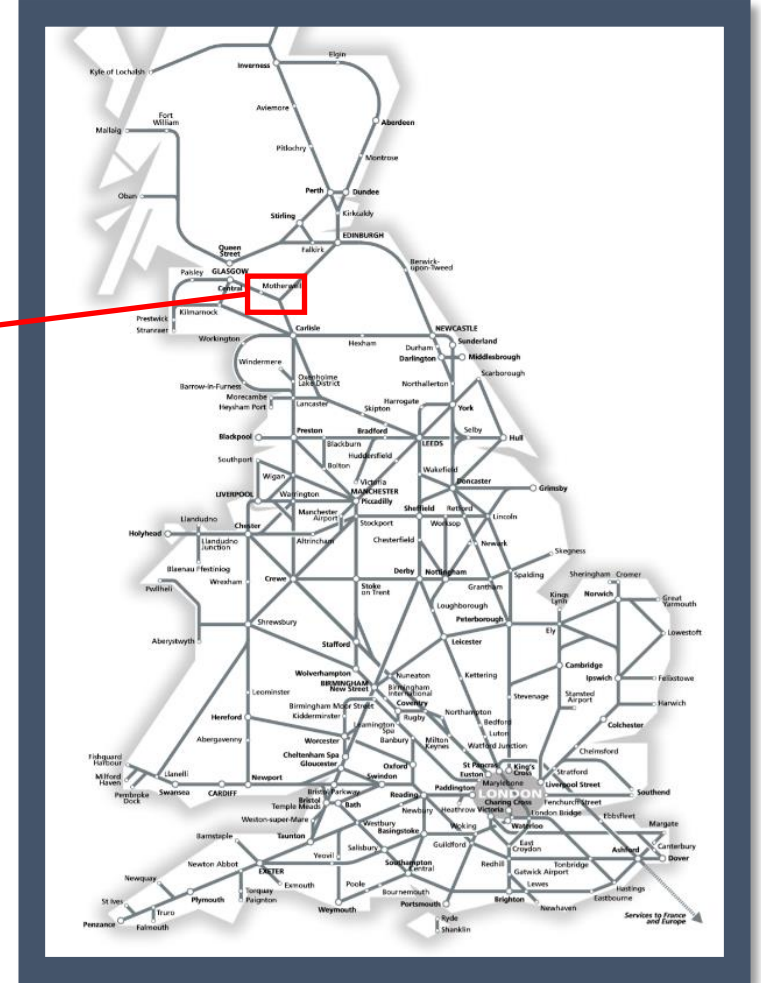 Elgin
Inverness
Kyle of Lochalsh
Aviemore
Fort
William
Aberdeen
Mallaig
Pitlochry
Montrose
Perth
Dundee
Oban
Stirling
Kirkcaldy
EDINBURGH
Queen
Street
Falkirk
Berwick-
upon-Tweed
Paisley
GLASGOW
Central
Motherwell
Kilmarnock
Prestwick
Stranraer
Carlisle
NEWCASTLE
Workington
Hexham
Sunderland
Durham
Darlington
Middlesbrough
Windermere
Scarborough
Oxenholme
Lake District
Barrow-in-Furness
Northallerton
Morecambe
Heysham Port
Lancaster
Harrogate
York
Skipton
Blackpool
Preston
Bradford
Selby
Hull
Blackburn
LEEDS
Huddersfield
Southport
Bolton
Wakefield
Wigan
Victoria
Doncaster
Grimsby
LIVERPOOL
Warrington
MANCHESTER
Piccadilly
Manchester
Airport
Sheffield
Retford
Lincoln
Llandudno
Chester
Stockport
Worksop
Holyhead
Llandudno
Junction
Altrincham
Chesterfield
Newark
Skegness
Blaenau Ffestiniog
Wrexham
Crewe
Derby
Nottingham
Spalding
Sheringham
Cromer
Pwllheli
Stoke
on Trent
Grantham
Kings
Lynn
Norwich
Great
Yarmouth
Loughborough
Shrewsbury
Peterborough
Ely
Lowestoft
Aberystwyth
Stafford
Leicester
Wolverhampton
Nuneaton
Kettering
Cambridge
BIRMINGHAM
New Street
Birmingham
International
Ipswich
Felixstowe
Leominster
Stevenage
Stansted
Airport
Birmingham Moor Street
Coventry
Harwich
Hereford
Kidderminster
Rugby
Northampton
Leamington
Spa
Bedford
Colchester
Abergavenny
Worcester
Banbury
Milton
Keynes
Luton
Watford Junction
Chelmsford
Cheltenham Spa
Fishguard
Harbour
Gloucester
Oxford
St Pancras
King's
Cross
Llanelli
Swindon
Euston
Stratford
Milford
Haven
Newport
Marylebone
Liverpool Street
Pembroke
Dock
Swansea
CARDIFF
Bristol Parkway
Reading
Paddington
LONDON
Southend
Bristol
Temple Meads
Bath
Charing Cross
Fenchurch Street
Newbury
Heathrow
Victoria
London Bridge
Ebbsfleet
Weston-super-Mare
Westbury
Basingstoke
Woking
Waterloo
Margate
Barnstaple
Taunton
Salisbury
Guildford
East
Croydon
Canterbury
Yeovil
Ashford
Newton Abbot
EXETER
Southampton
Central
Redhill
Tonbridge
Dover
Gatwick Airport
Newquay
Exmouth
Poole
Lewes
Hastings
Torquay
Paignton
Bournemouth
Brighton
Eastbourne
St Ives
Plymouth
Weymouth
Portsmouth
Newhaven
Truro
Ryde
Services to France
and Europe
Penzance
Falmouth
Shanklin